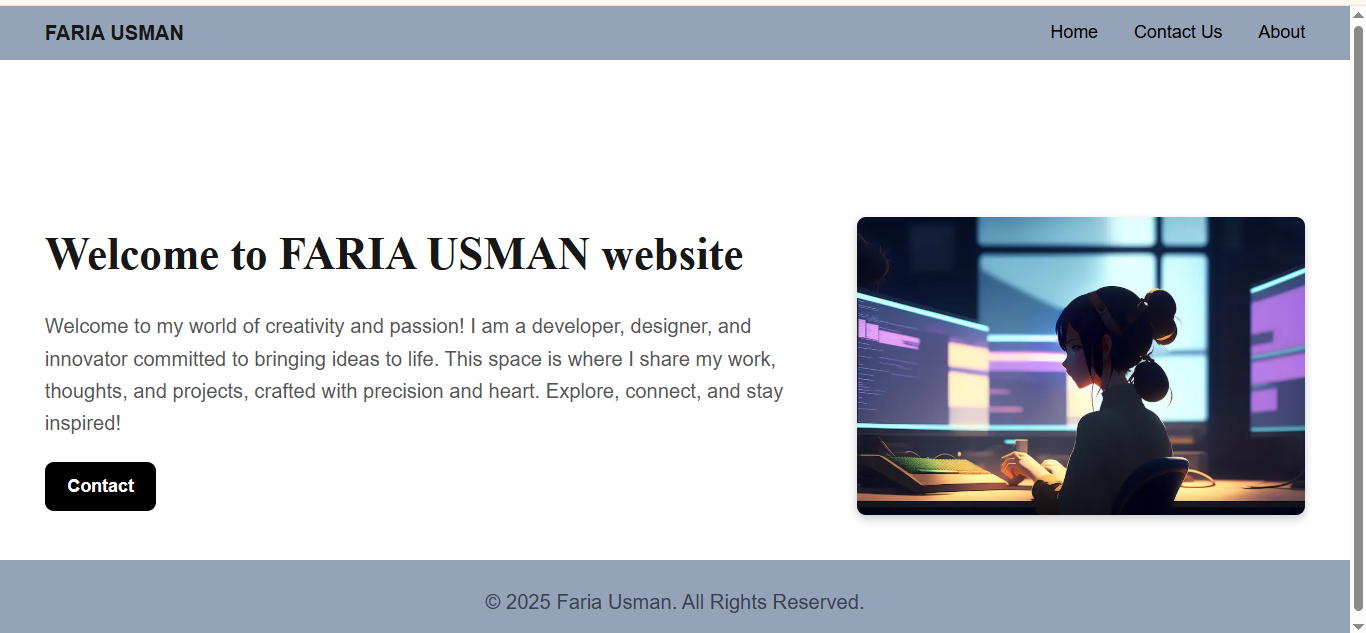 FARIA USMAN
Home
Contact Us
About
Welcome to FARIA USMAN website
Welcome to my world of creativity and passion! I am a developer, designer, and
innovator committed to bringing ideas to life. This space is where I share my work,
thoughts, and projects, crafted with precision and heart. Explore, connect, and stay
inspired!
Contact
© 2025 Faria Usman. All Rights Reserved.